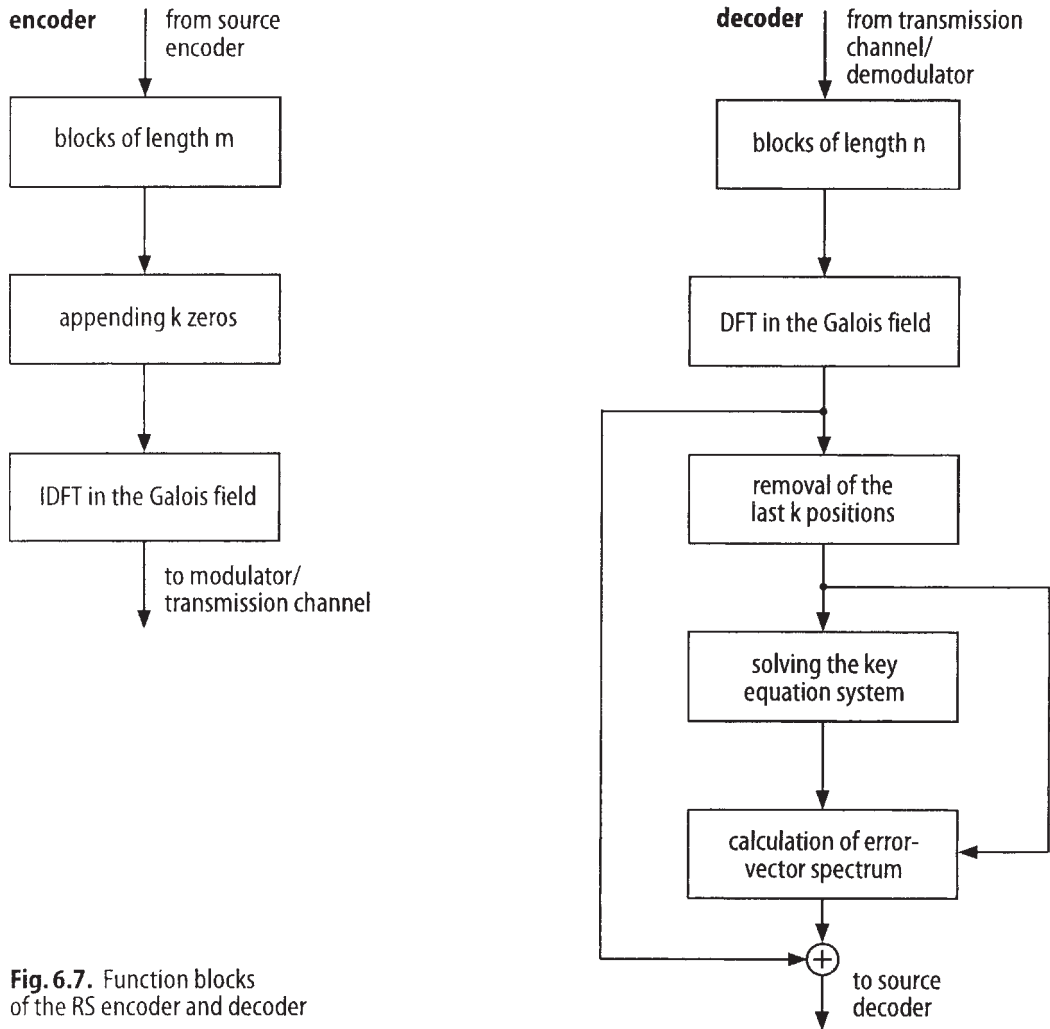 encoder
from source
encoder
blocks of length m
appending k zeros
IDFT in the Galois field
to modulator/
transmission channel
decoder
from transmission
channel/
demodulator
blocks of length n
DFT in the Galois field
removal of the
last k positions
solving the key
equation system
calculation of error-
vector spectrum
+
to source
decoder
Fig. 6.7. Function blocks
of the RS encoder and decoder